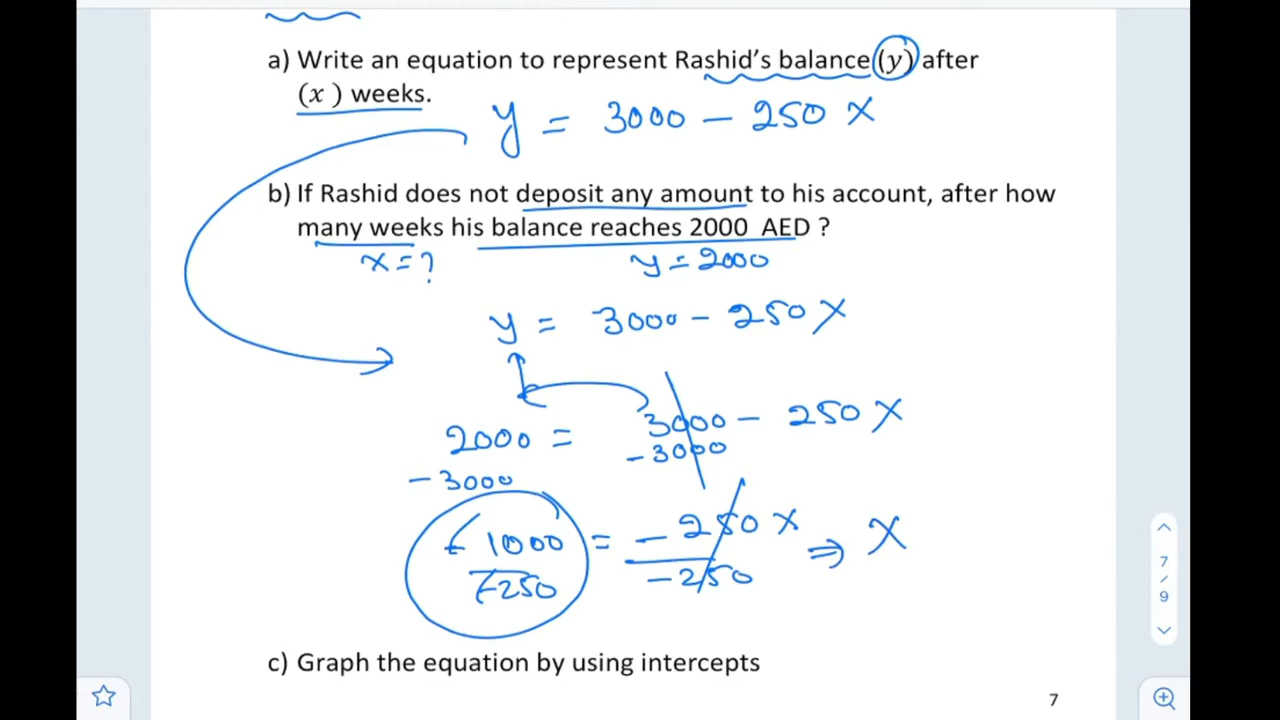 a) Write an equation to represent Rashid's balance (y) after
(x ) weeks.
y = 3000 - 250 x
b) If Rashid does not deposit any amount to his account, after how
many weeks his balance reaches 2000 AED ?
x = ? y = 2000
y = 3000 - 250 x
2000 = 3000 - 250 x
-3000 -3000
-1000 = -250 x ⇒ x
-250 -250
c) Graph the equation by using intercepts
7
/
9
7